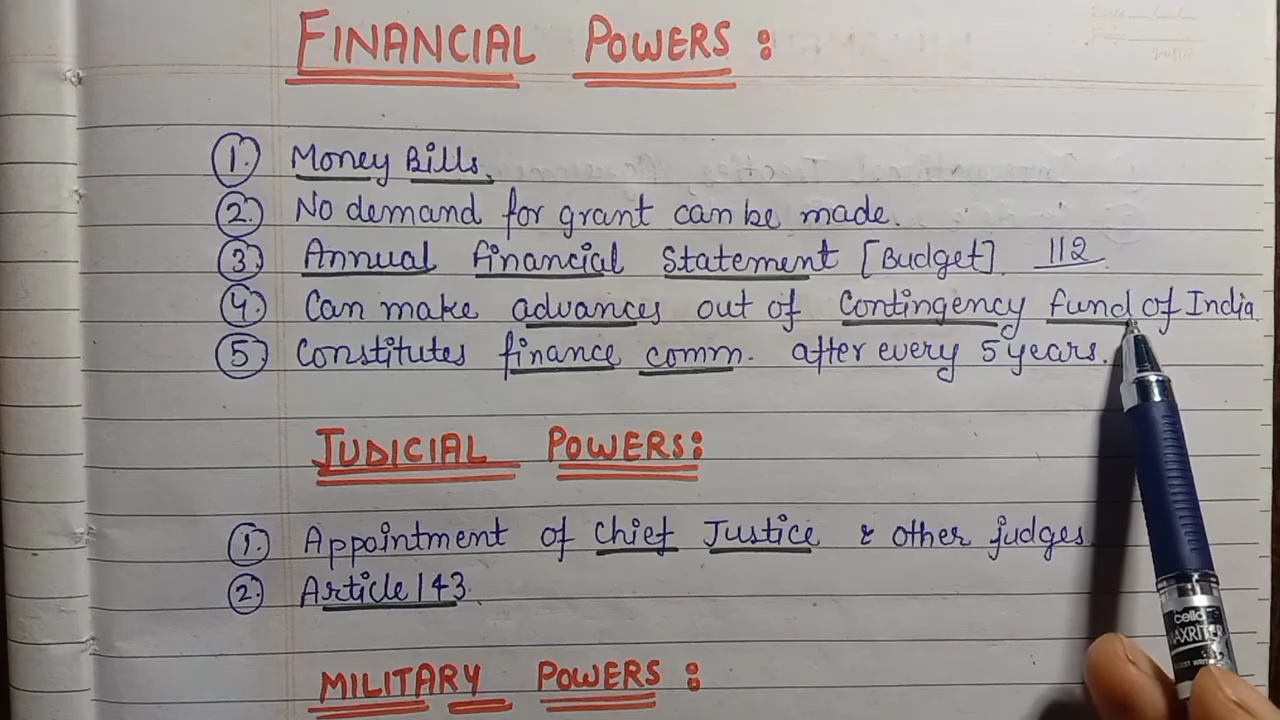 FINANCIAL POWERS :
1. Money Bills.
2. No demand for grant can be made.
3. Annual financial Statement [Budget]. 112
4. Can make advances out of Contingency fund of India.
5. Constitutes finance comm. after every 5 years.
JUDICIAL POWERS:
1. Appointment of Chief Justice & other judges.
2. Article 143.
MILITARY POWERS :
cello
MAXRITER